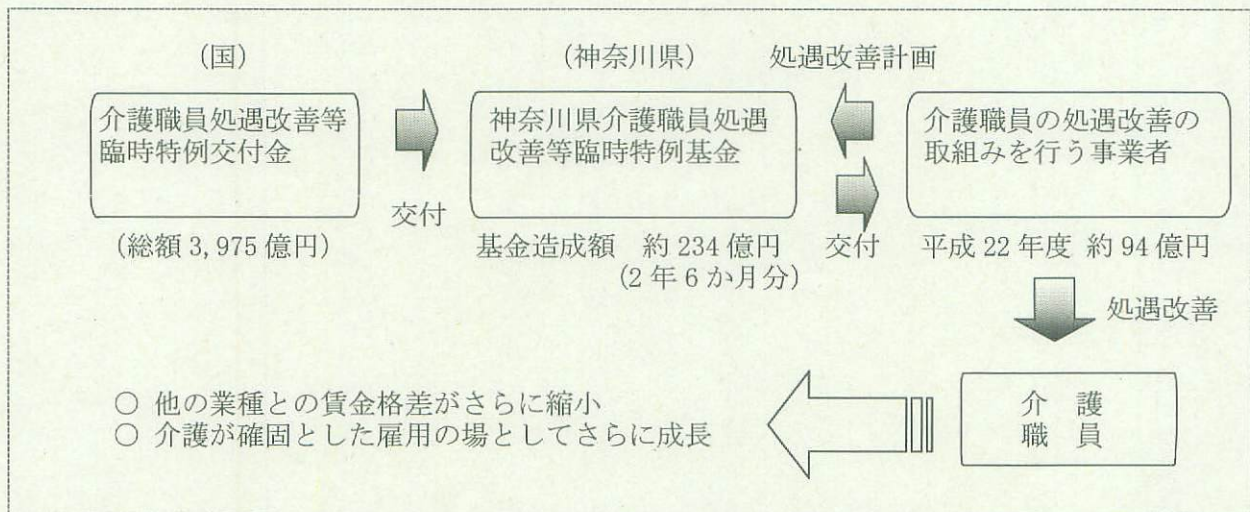 (国)
(神奈川県)
処遇改善計画
介護職員処遇改善等
臨時特例交付金
神奈川県介護職員処遇
改善等臨時特例基金
介護職員の処遇改善の
取組みを行う事業者
交付
(総額 3,975 億円)
基金造成額 約 234 億円
(2 年 6 か月分)
交付
平成 22 年度 約 94 億円
処遇改善
○ 他の業種との賃金格差がさらに縮小
○ 介護が確固とした雇用の場としてさらに成長
介 護
職 員